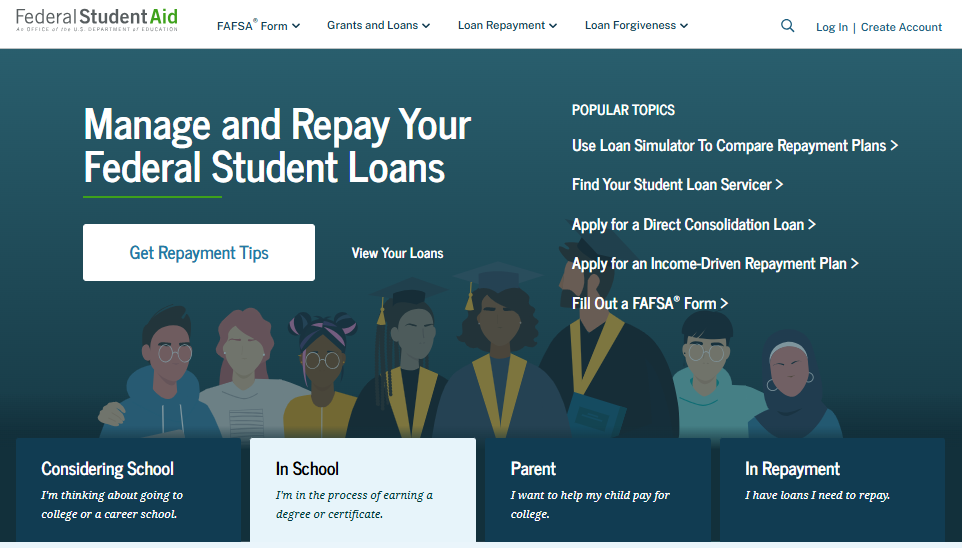 Federal StudentAid
An OFFICE of the U.S. DEPARTMENT of EDUCATION
FAFSA® Form
Grants and Loans
Loan Repayment
Loan Forgiveness
Log In | Create Account
Manage and Repay Your
Federal Student Loans
Get Repayment Tips
View Your Loans
POPULAR TOPICS
Use Loan Simulator To Compare Repayment Plans >
Find Your Student Loan Servicer >
Apply for a Direct Consolidation Loan >
Apply for an Income-Driven Repayment Plan >
Fill Out a FAFSA® Form >
Considering School
I'm thinking about going to
college or a career school.
In School
I'm in the process of earning a
degree or certificate.
Parent
I want to help my child pay for
college.
In Repayment
I have loans I need to repay.